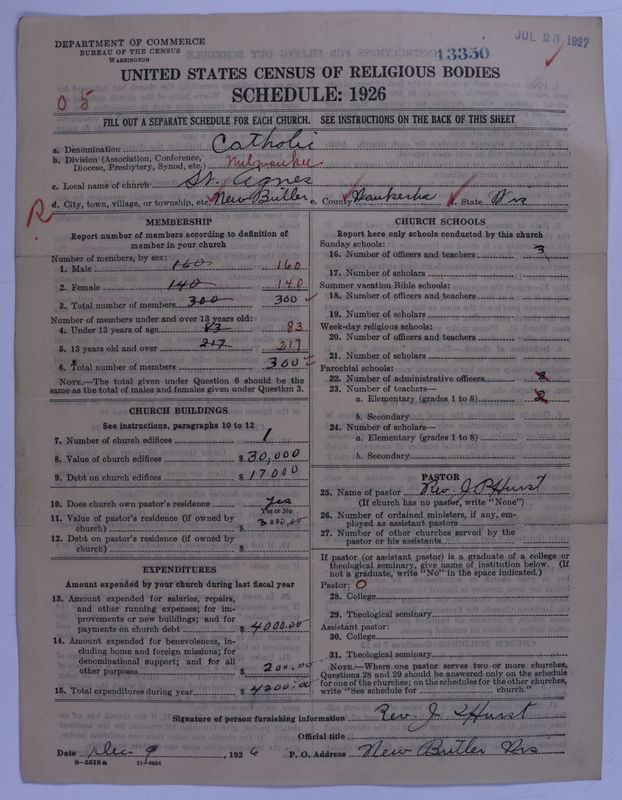 DEPARTMENT OF COMMERCE
BUREAU OF THE CENSUS
WASHINGTON
JUL 25 1927
13350
UNITED STATES CENSUS OF RELIGIOUS BODIES
SCHEDULE: 1926
0 5
FILL OUT A SEPARATE SCHEDULE FOR EACH CHURCH. SEE INSTRUCTIONS ON THE BACK OF THIS SHEET
a. Denomination Catholic
b. Division (Association, Conference, Diocese, Presbytery, Synod, etc.) Milwaukee
c. Local name of church St. Agnes
R
d. City, town, village, or township, etc. New Butler e. County Waukesha f. State Wis
MEMBERSHIP
Report number of members according to definition of
member in your church
Number of members, by sex:
1. Male 160 160
2. Female 140 140
3. Total number of members 300 300
Number of members under and over 13 years old:
4. Under 13 years of age 83 83
5. 13 years old and over 217 217
6. Total number of members 300
NOTE.—The total given under Question 6 should be
same as the total of males and females given under Question 3.
CHURCH BUILDINGS
See instructions, paragraphs 10 to 12
7. Number of church edifices 1
8. Value of church edifices $30,000
9. Debt on church edifices $17000
10. Does church own pastor's residence yes
Yes or No
11. Value of pastor's residence (if owned by
church) $ 3000.00
12. Debt on pastor's residence (if owned by
church) $
EXPENDITURES
Amount expended by your church during last fiscal year
13. Amount expended for salaries, repairs,
and other running expenses; for im-
provements or new buildings; and for
payments on church debt $ 4000.00
14. Amount expended for benevolences, in-
cluding home and foreign missions; for
denominational support; and for all
other purposes $ 200.00
15. Total expenditures during year $ 4200.00
CHURCH SCHOOLS
Report here only schools conducted by this church
Sunday schools:
16. Number of officers and teachers 3
17. Number of scholars
Summer vacation Bible schools:
18. Number of officers and teachers
19. Number of scholars
Week-day religious schools:
20. Number of officers and teachers
21. Number of scholars
Parochial schools:
22. Number of administrative officers
23. Number of teachers—
a. Elementary (grades 1 to 8)
b. Secondary
24. Number of scholars—
a. Elementary (grades 1 to 8)
b. Secondary
PASTOR
25. Name of pastor Rev. J P Hurst
(If church has no pastor, write "None")
26. Number of ordained ministers, if any, em-
ployed as assistant pastors
27. Number of other churches served by the
pastor or his assistants
If pastor (or assistant pastor) is a graduate of a college or
theological seminary, give name of institution below. (If
not a graduate, write "No" in the space indicated.)
Pastor: O
28. College
29. Theological seminary
Assistant pastor:
30. College
31. Theological seminary
NOTE.—Where one pastor serves two or more churches,
Questions 28 and 29 should be answered only on the schedule
for one of the churches; on the schedules for the other churches,
write "See schedule for church."
Signature of person furnishing information Rev. J P Hurst
Official title
Date Dec 9, 1926 P. O. Address New Butler Wis
8—5518 a 11—9054